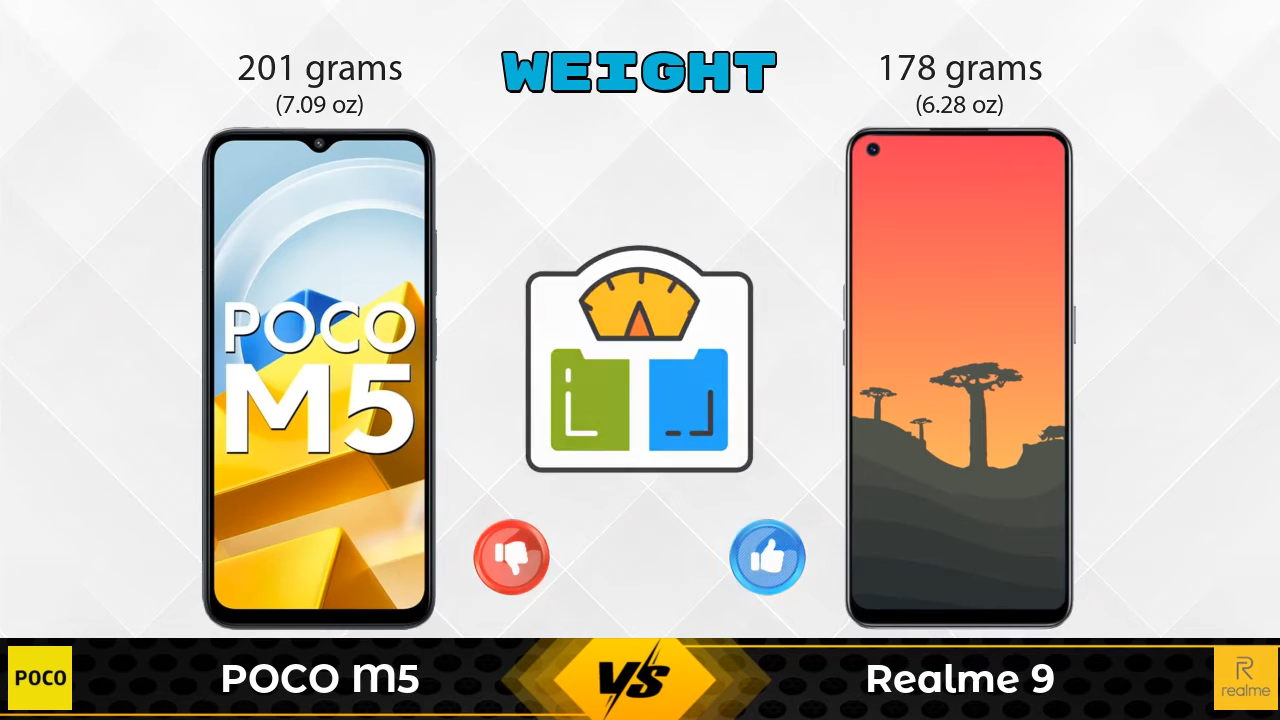 WEIGHT
201 grams
(7.09 oz)
178 grams
(6.28 oz)
POCO
M5
POCO
POCO M5
VS
Realme 9
R
realme